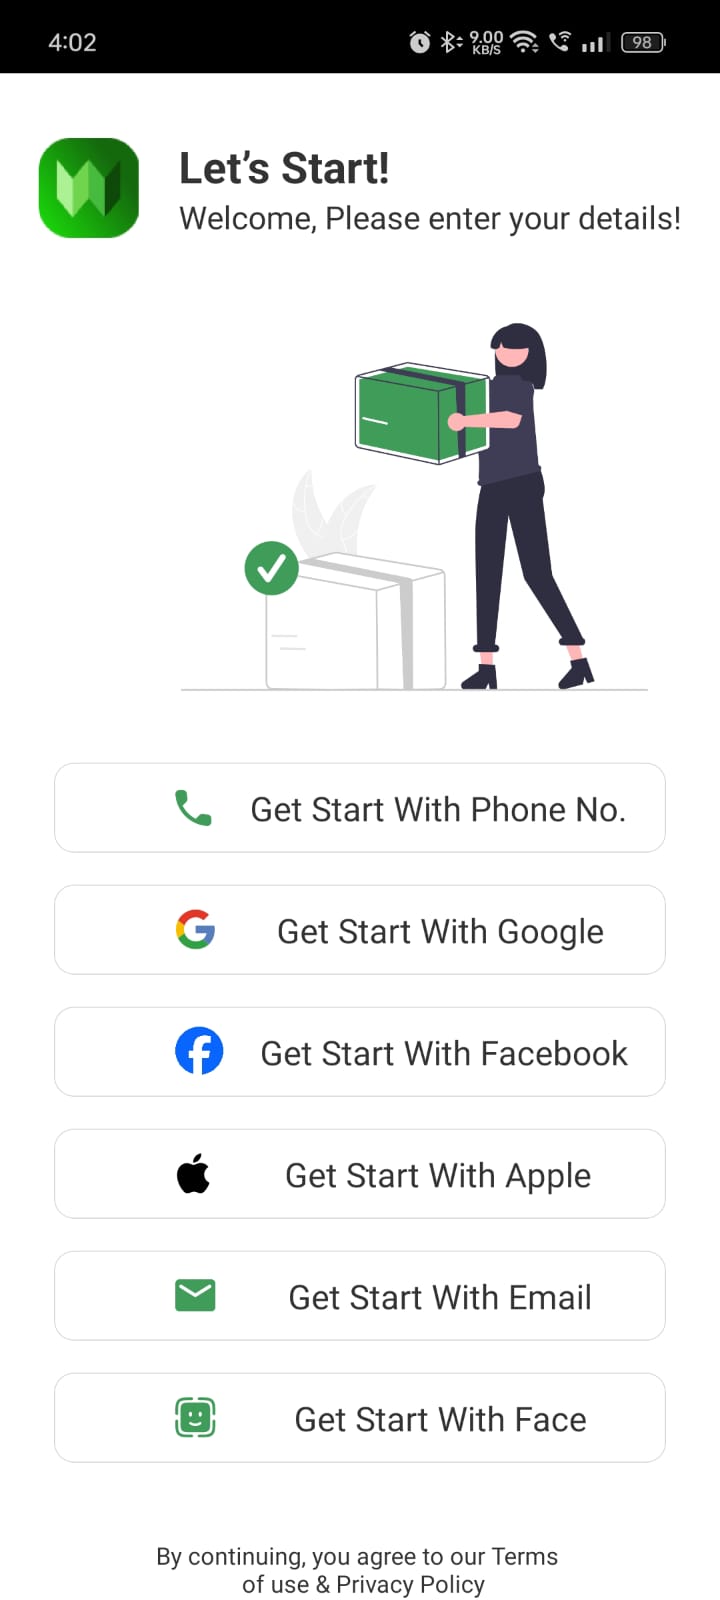 4:02
9.00
KB/S
98
Let's Start!
Welcome, Please enter your details!
Get Start With Phone No.
Get Start With Google
Get Start With Facebook
Get Start With Apple
Get Start With Email
Get Start With Face
By continuing, you agree to our Terms
of use & Privacy Policy